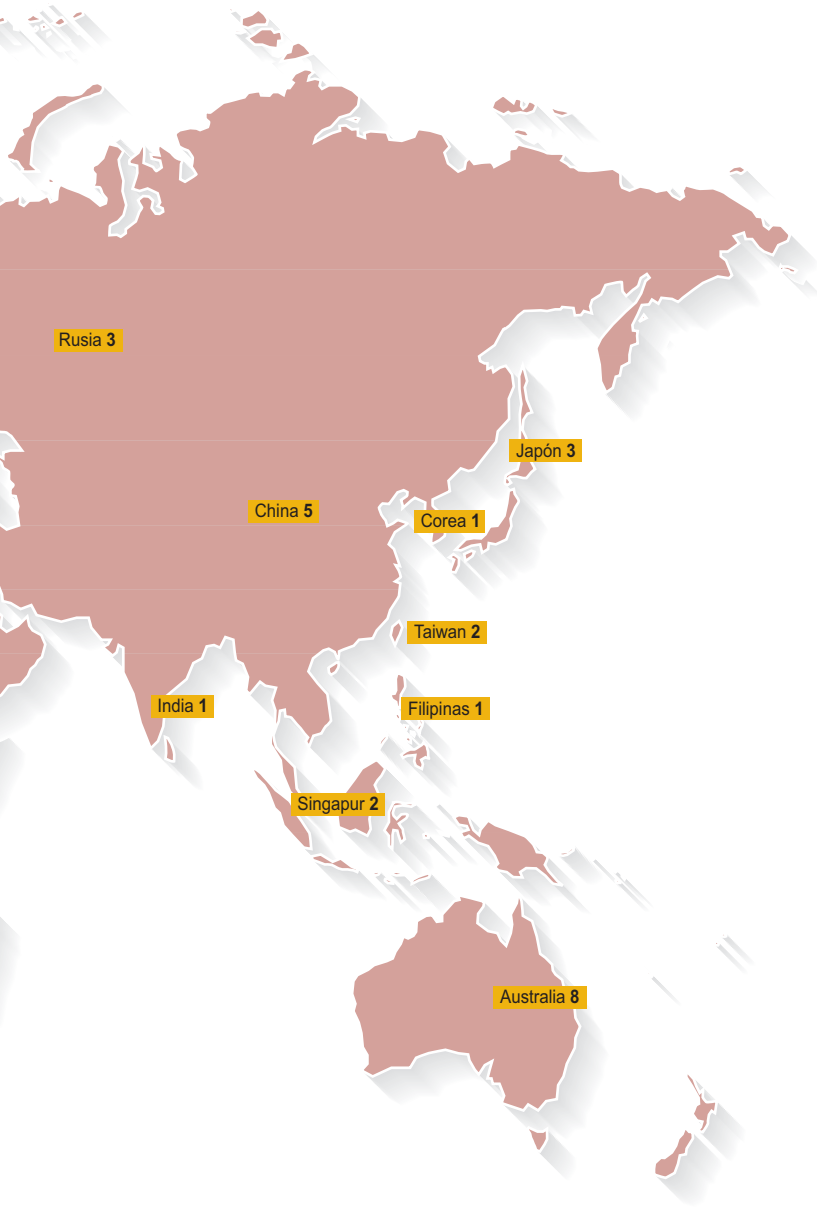 Rusia 3
Japón 3
China 5
Corea 1
Taiwan 2
India 1
Filipinas 1
Singapur 2
Australia 8